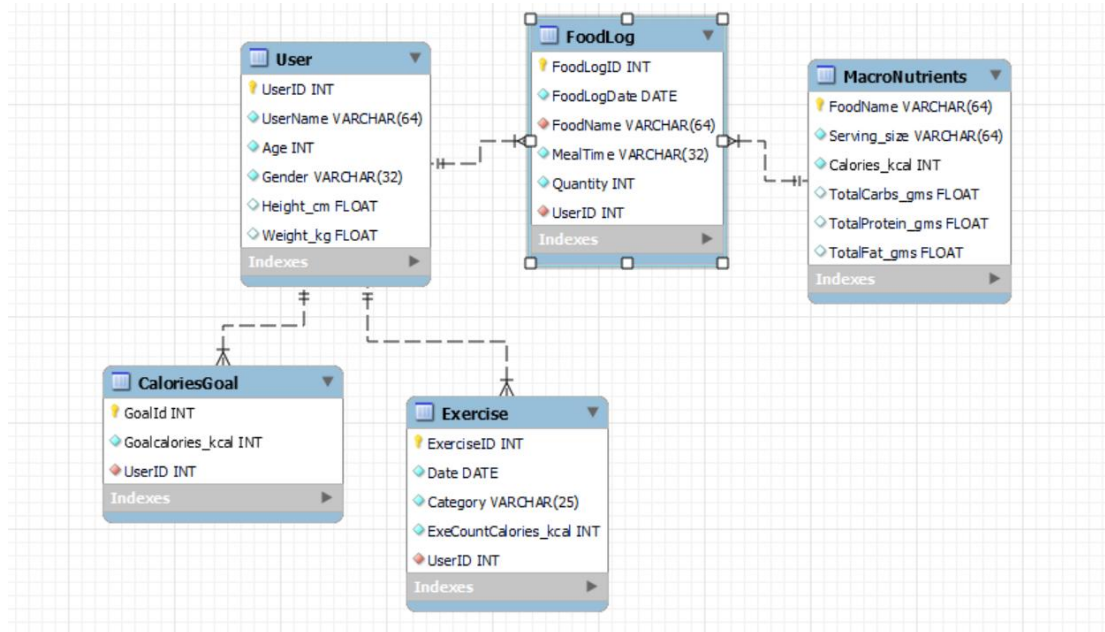 User
UserID INT
UserName VARCHAR(64)
Age INT
Gender VARCHAR(32)
Height_cm FLOAT
Weight_kg FLOAT
Indexes
FoodLog
FoodLogID INT
FoodLogDate DATE
FoodName VARCHAR(64)
MealTime VARCHAR(32)
Quantity INT
UserID INT
Indexes
MacroNutrients
FoodName VARCHAR(64)
Serving_size VARCHAR(64)
Calories_kcal INT
TotalCarbs_gms FLOAT
TotalProtein_gms FLOAT
TotalFat_gms FLOAT
Indexes
CaloriesGoal
GoalId INT
Goalcalories_kcal INT
UserID INT
Indexes
Exercise
ExerciseID INT
Date DATE
Category VARCHAR(25)
ExeCountCalories_kcal INT
UserID INT
Indexes